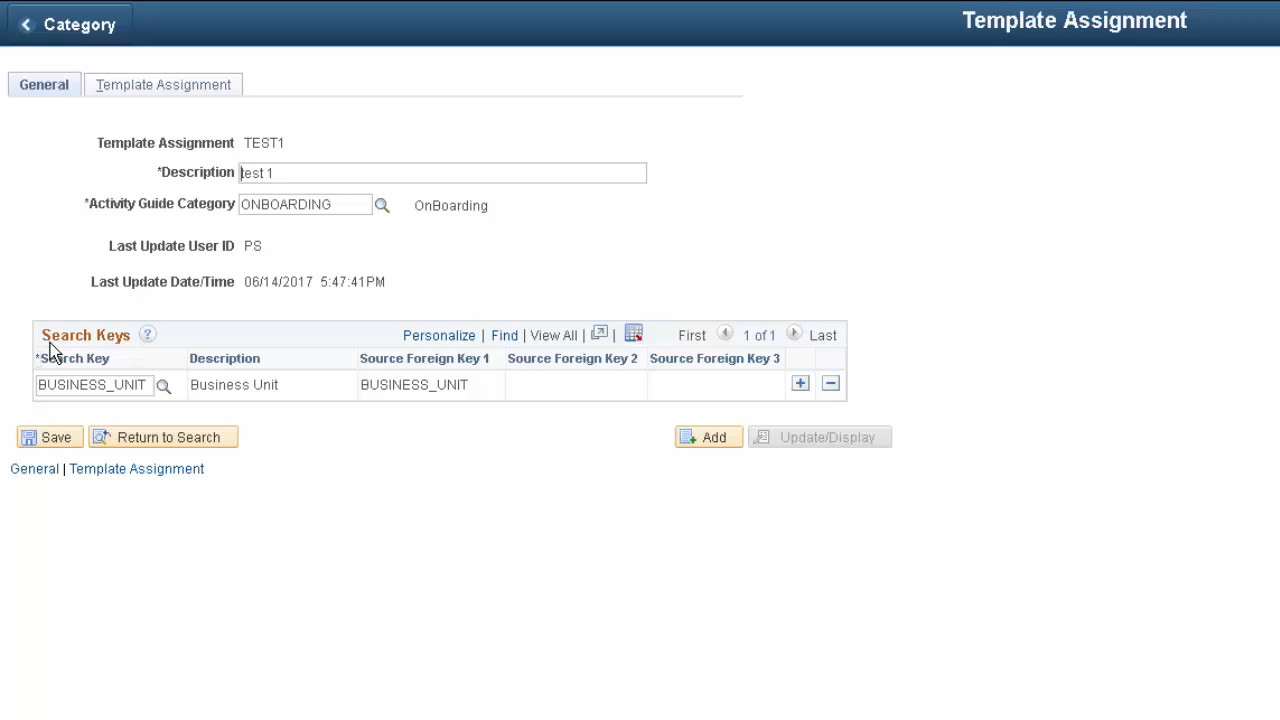 Category
Template Assignment
General Template Assignment
Template Assignment TEST1
*Description test 1
*Activity Guide Category ONBOARDING OnBoarding
Last Update User ID PS
Last Update Date/Time 06/14/2017 5:47:41PM
Search Keys ? Personalize | Find | View All | | First 1 of 1 Last
*Search Key Description Source Foreign Key 1 Source Foreign Key 2 Source Foreign Key 3
BUSINESS_UNIT Business Unit BUSINESS_UNIT + -
Save Return to Search Add Update/Display
General | Template Assignment